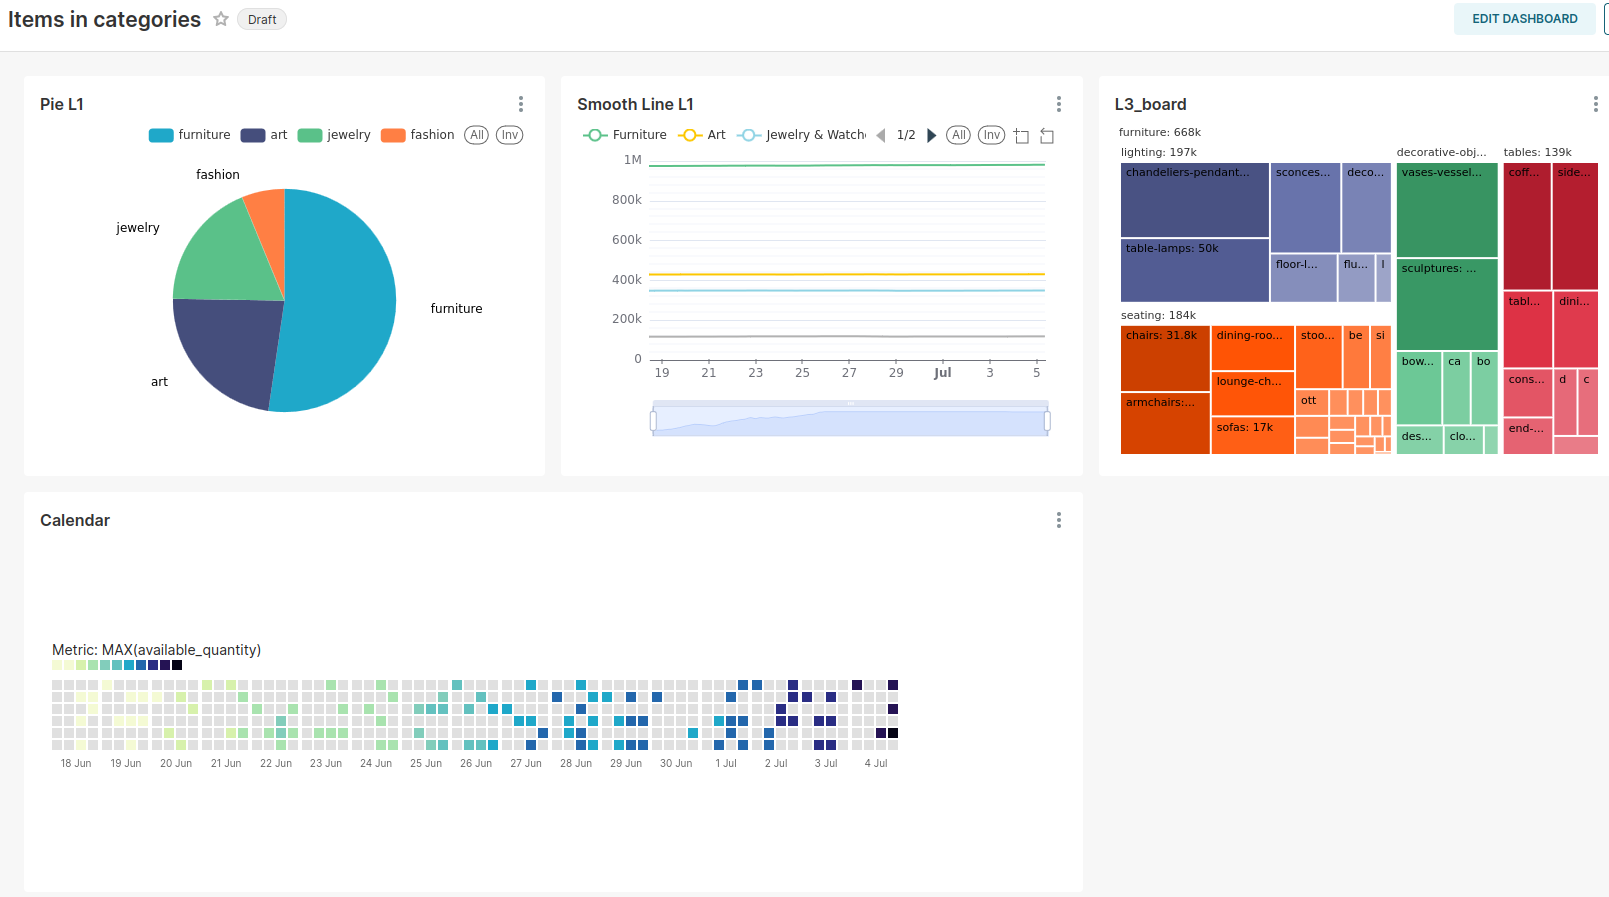 Items in categories Draft EDIT DASHBOARD
Pie L1
furniture art jewelry fashion All Inv
fashion
jewelry
furniture
art
Smooth Line L1
Furniture Art Jewelry & Watch 1/2 All Inv
1M
800k
600k
400k
200k
0
19 21 23 25 27 29 Jul 3 5
L3_board
furniture: 668k
lighting: 197k decorative-obj... tables: 139k
chandeliers-pendant... sconces... deco... vases-vessel... coff... side...
table-lamps: 50k
floor-l... flu... l sculptures: ...
tabl... dini...
seating: 184k
chairs: 31.8k dining-roo... stoo... be si
bow... ca bo
lounge-ch... cons... d c
armchairs:... ott
sofas: 17k end-...
des... clo...
Calendar
Metric: MAX(available_quantity)
18 Jun 19 Jun 20 Jun 21 Jun 22 Jun 23 Jun 24 Jun 25 Jun 26 Jun 27 Jun 28 Jun 29 Jun 30 Jun 1 Jul 2 Jul 3 Jul 4 Jul